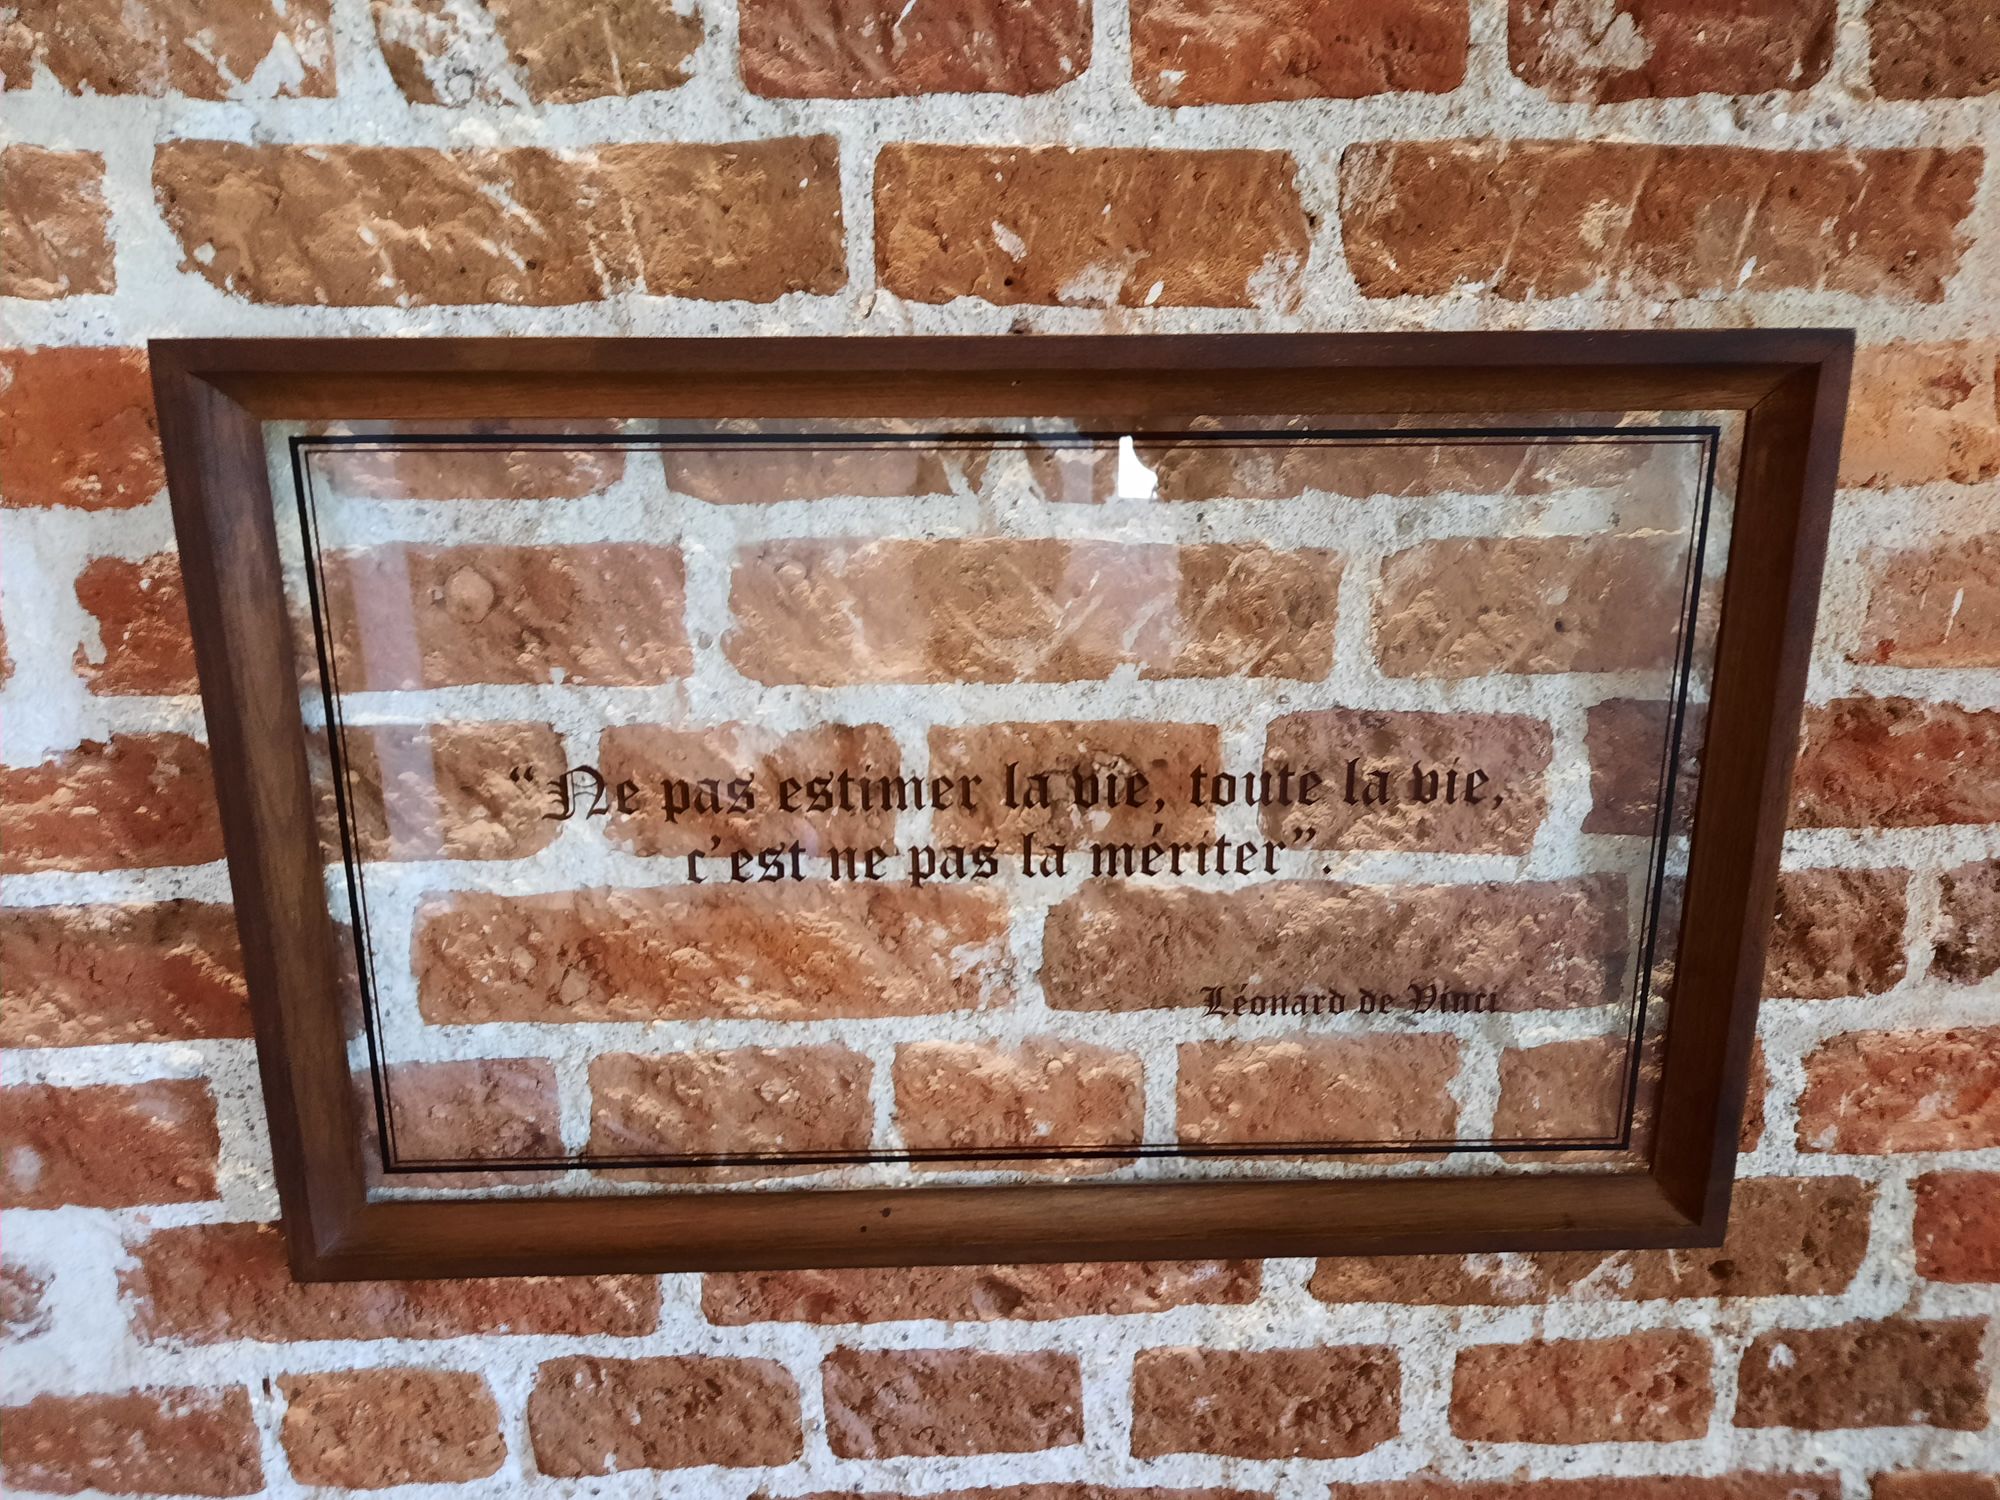 “Ne pas estimer la vie, toute la vie,
c’est ne pas la mériter”.
Léonard de Vinci